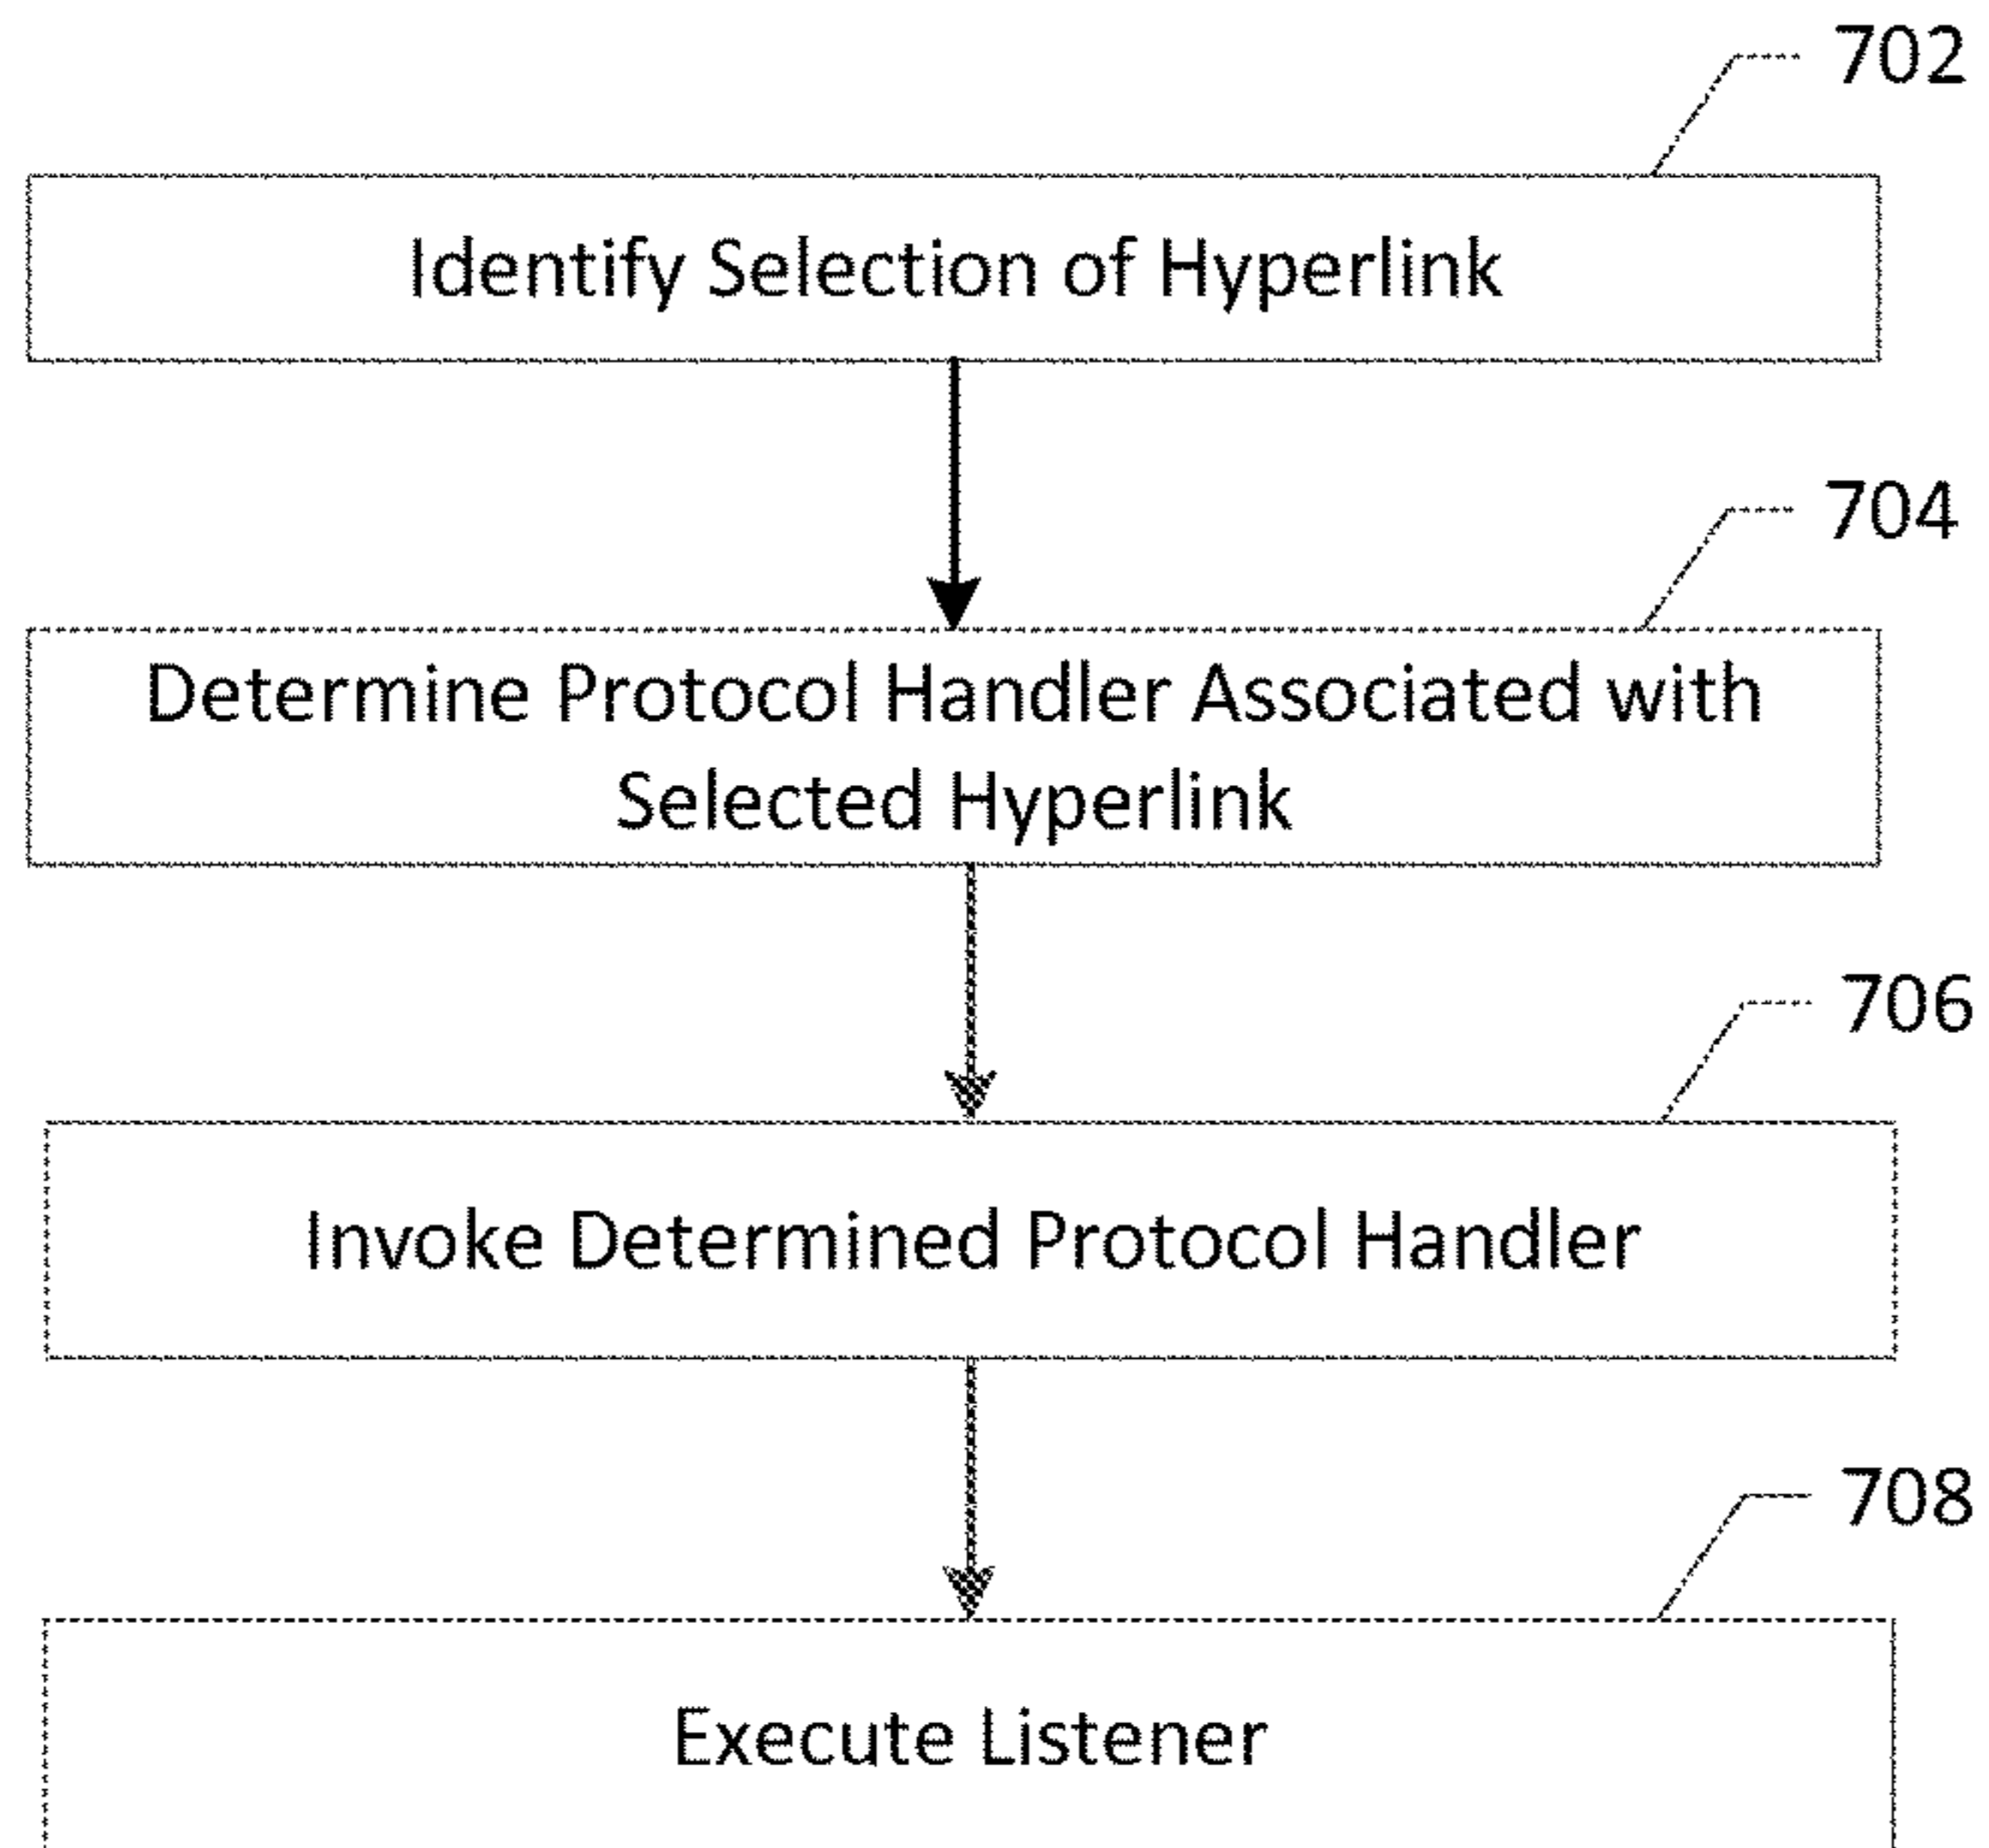 702
Identify Selection of Hyperlink
704
Determine Protocol Handler Associated with
Selected Hyperlink
706
Invoke Determined Protocol Handler
708
Execute Listener